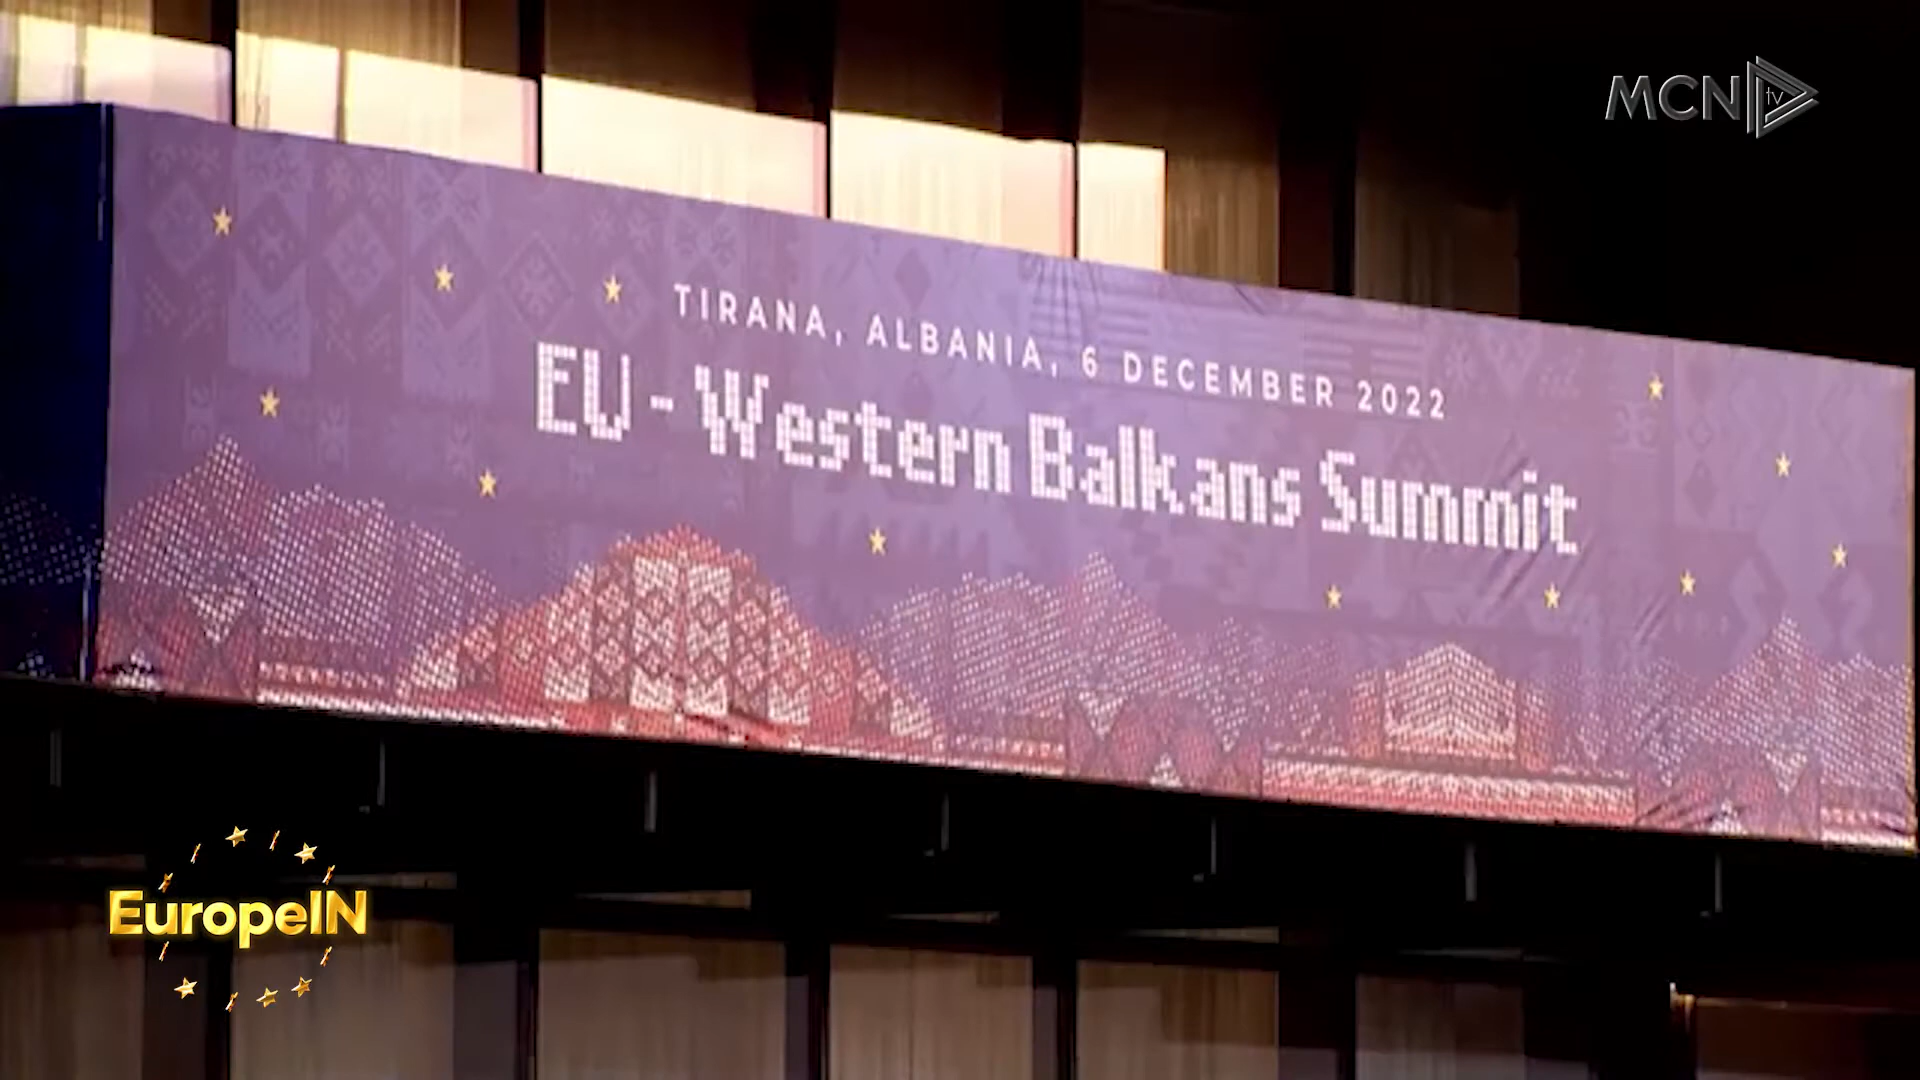 MCN tv
TIRANA, ALBANIA, 6 DECEMBER 2022
EU - Western Balkans Summit
EuropeIN